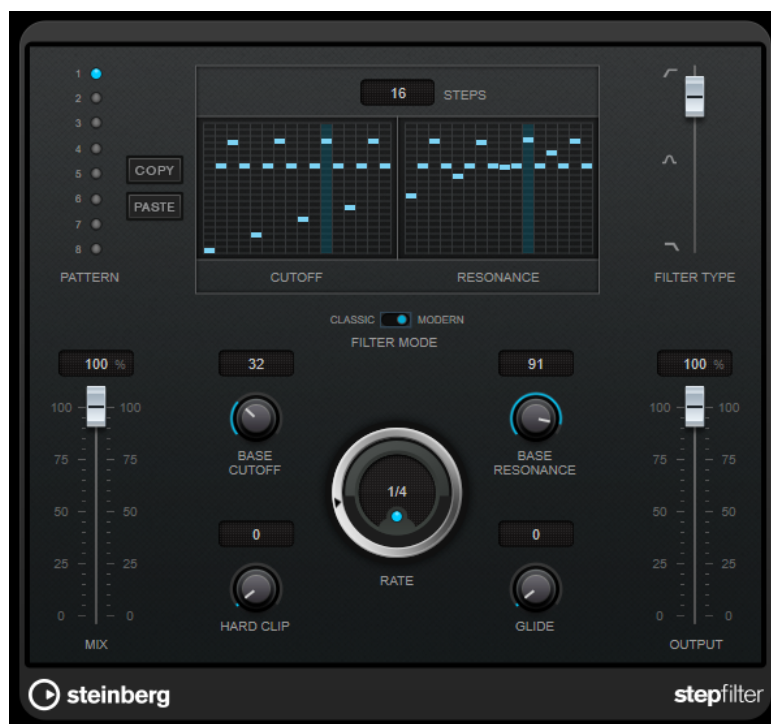 1
2
3
4
5
6
7
8
COPY
PASTE
PATTERN
16 STEPS
CUTOFF RESONANCE
FILTER TYPE
CLASSIC MODERN
FILTER MODE
100 %
100 100
75 75
50 50
25 25
0 0
MIX
32
BASE
CUTOFF
0
HARD CLIP
1/4
RATE
91
BASE
RESONANCE
0
GLIDE
100 %
100 100
75 75
50 50
25 25
0 0
OUTPUT
steinberg
stepfilter